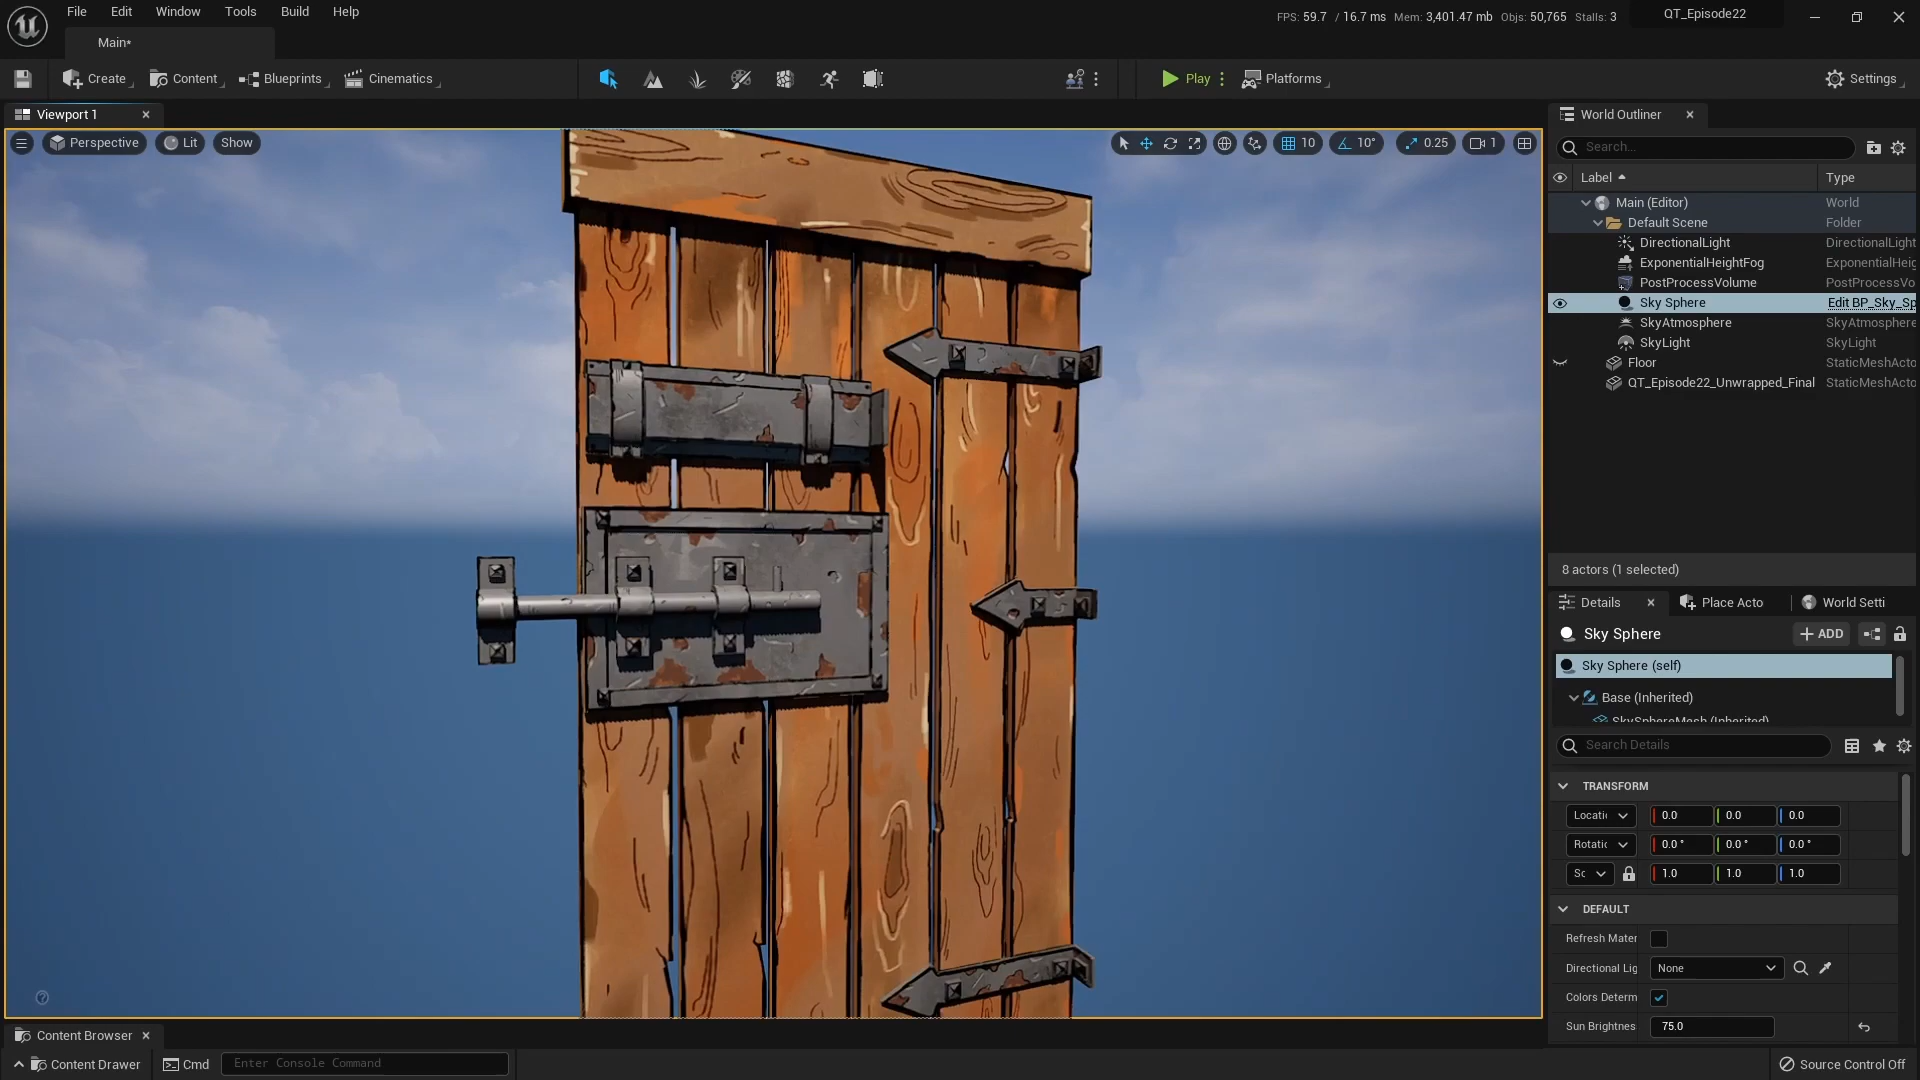 File Edit Window Tools Build Help
FPS: 59.7 / 16.7 ms Mem: 3,401.47 mb Objs: 50,765 Stalls: 3
QT_Episode22
Main*
Create Content Blueprints Cinematics
Play Platforms
Settings
Viewport 1
Perspective Lit Show
10 10° 0.25 1
World Outliner
Search...
Label Type
Main (Editor) World
Default Scene Folder
DirectionalLight DirectionalLight
ExponentialHeightFog ExponentialHeig
PostProcessVolume PostProcessVo
Sky Sphere Edit BP_Sky_Sp
SkyAtmosphere SkyAtmosphere
SkyLight SkyLight
Floor StaticMeshActo
QT_Episode22_Unwrapped_Final StaticMeshActo
8 actors (1 selected)
Details Place Acto World Setti
Sky Sphere ADD
Sky Sphere (self)
Base (Inherited)
SkySphereMesh (Inherited)
Search Details
TRANSFORM
Locati 0.0 0.0 0.0
Rotatic 0.0 ° 0.0 ° 0.0 °
Sc 1.0 1.0 1.0
DEFAULT
Refresh Mater
Directional Lig None
Colors Determ
Sun Brightnes 75.0
Content Browser
Content Drawer Cmd Enter Console Command
Source Control Off